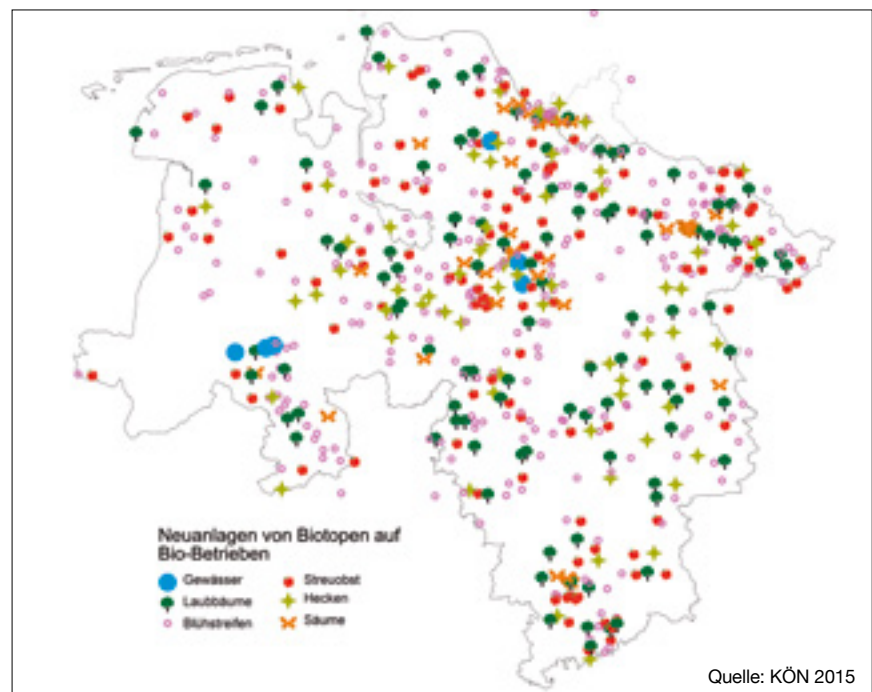 Neuanlagen von Biotopen auf
Bio-Betrieben
Gewässer
Streuobst
Laubbäume
Hecken
Blühstreifen
Säume
Quelle: KÖN 2015